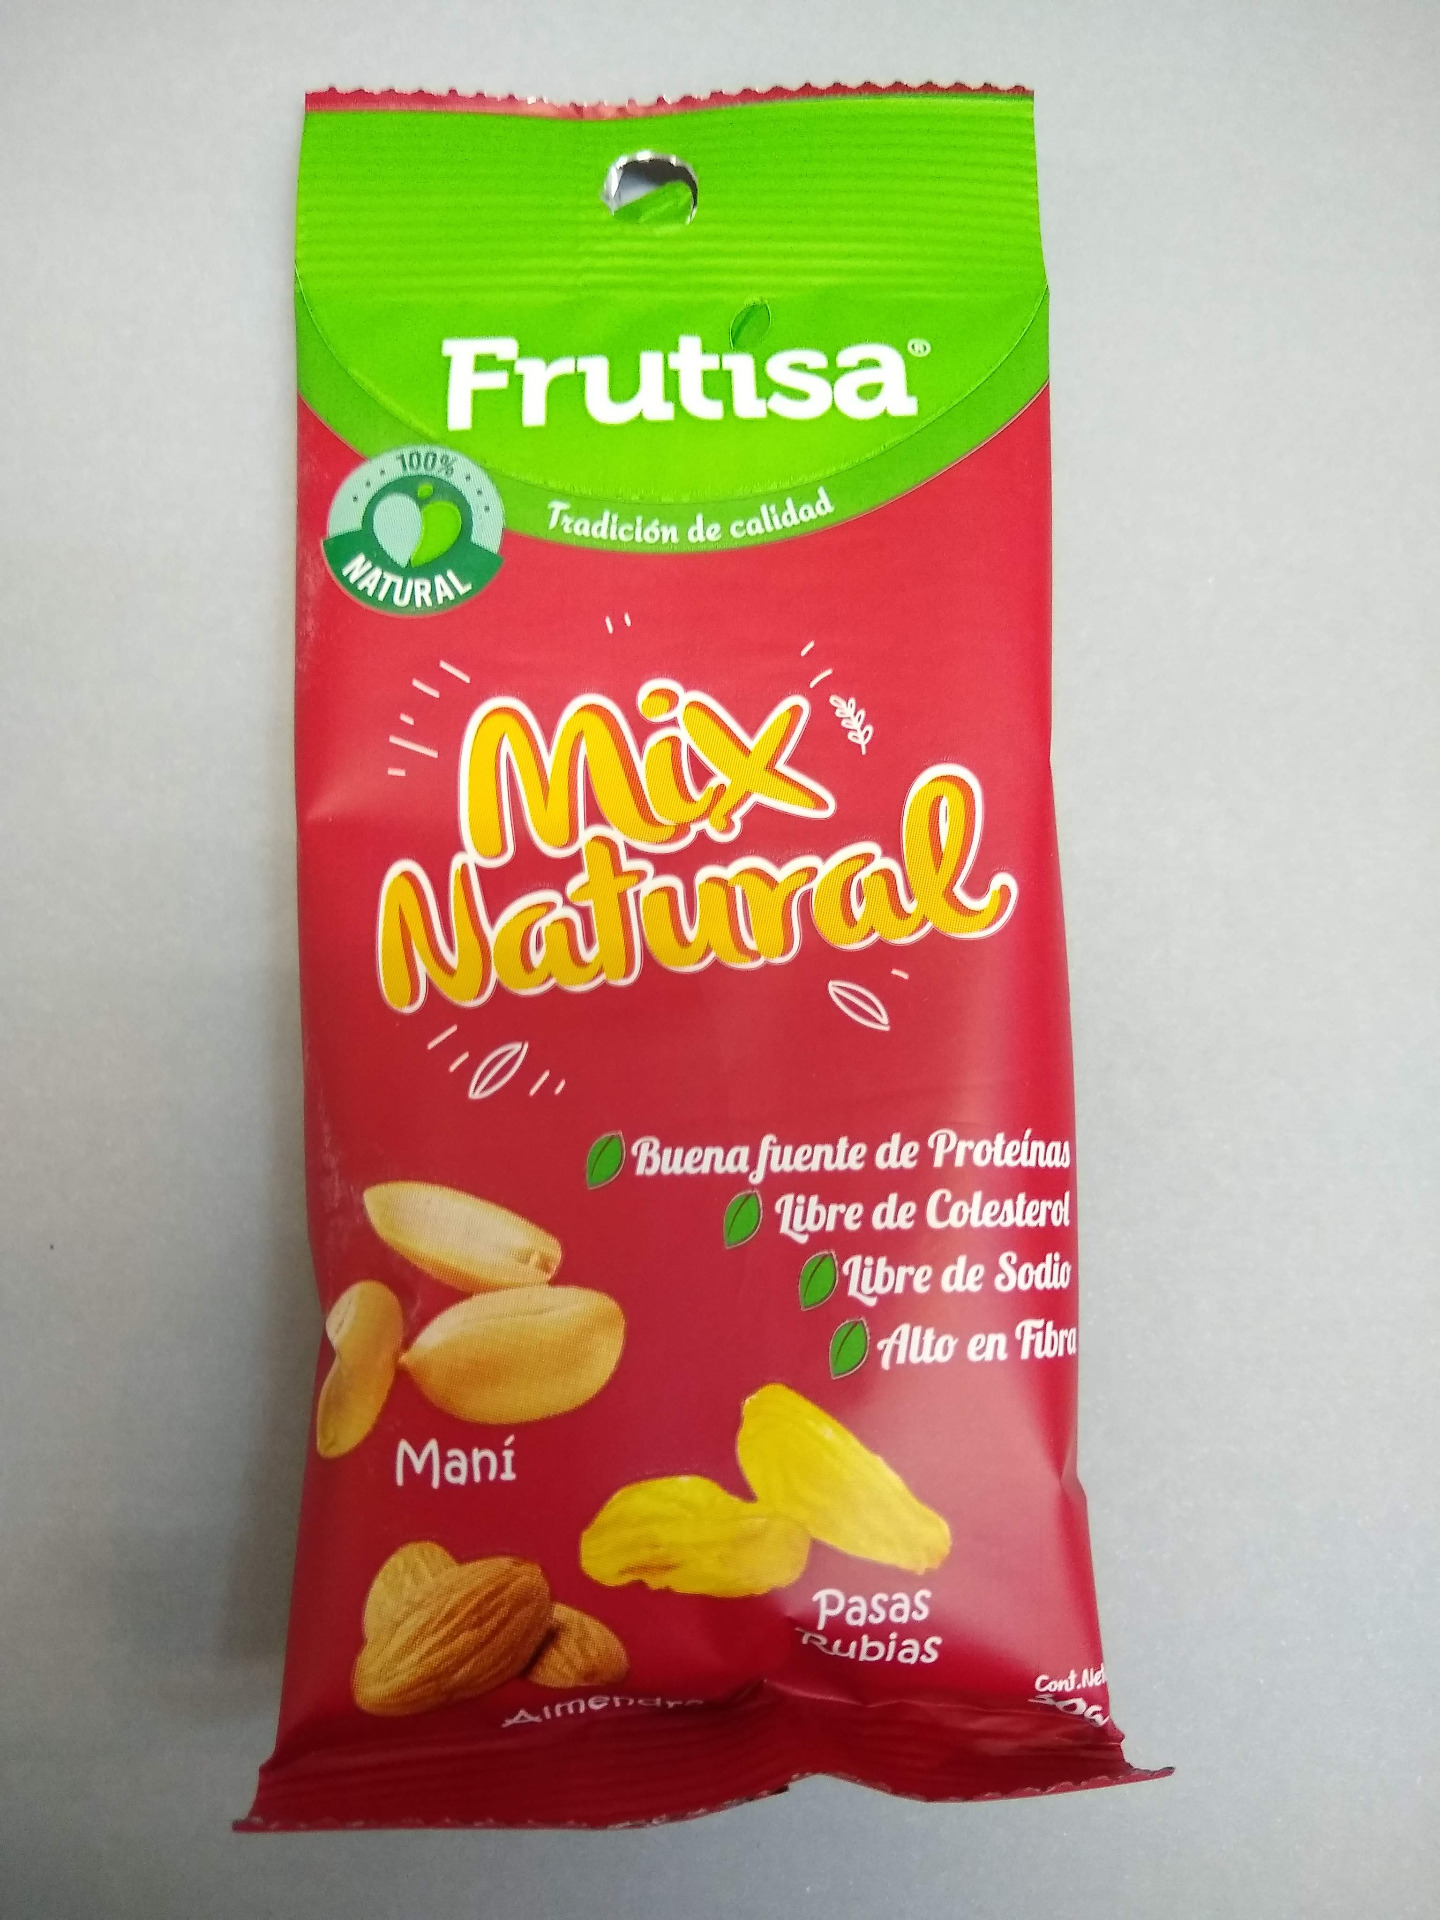 Frutisa®
Tradición de calidad
100%
NATURAL
Mix
Natural
Buena fuente de Proteínas
Libre de Colesterol
Libre de Sodio
Alto en Fibra
Maní
Pasas
Rubias
Cont.